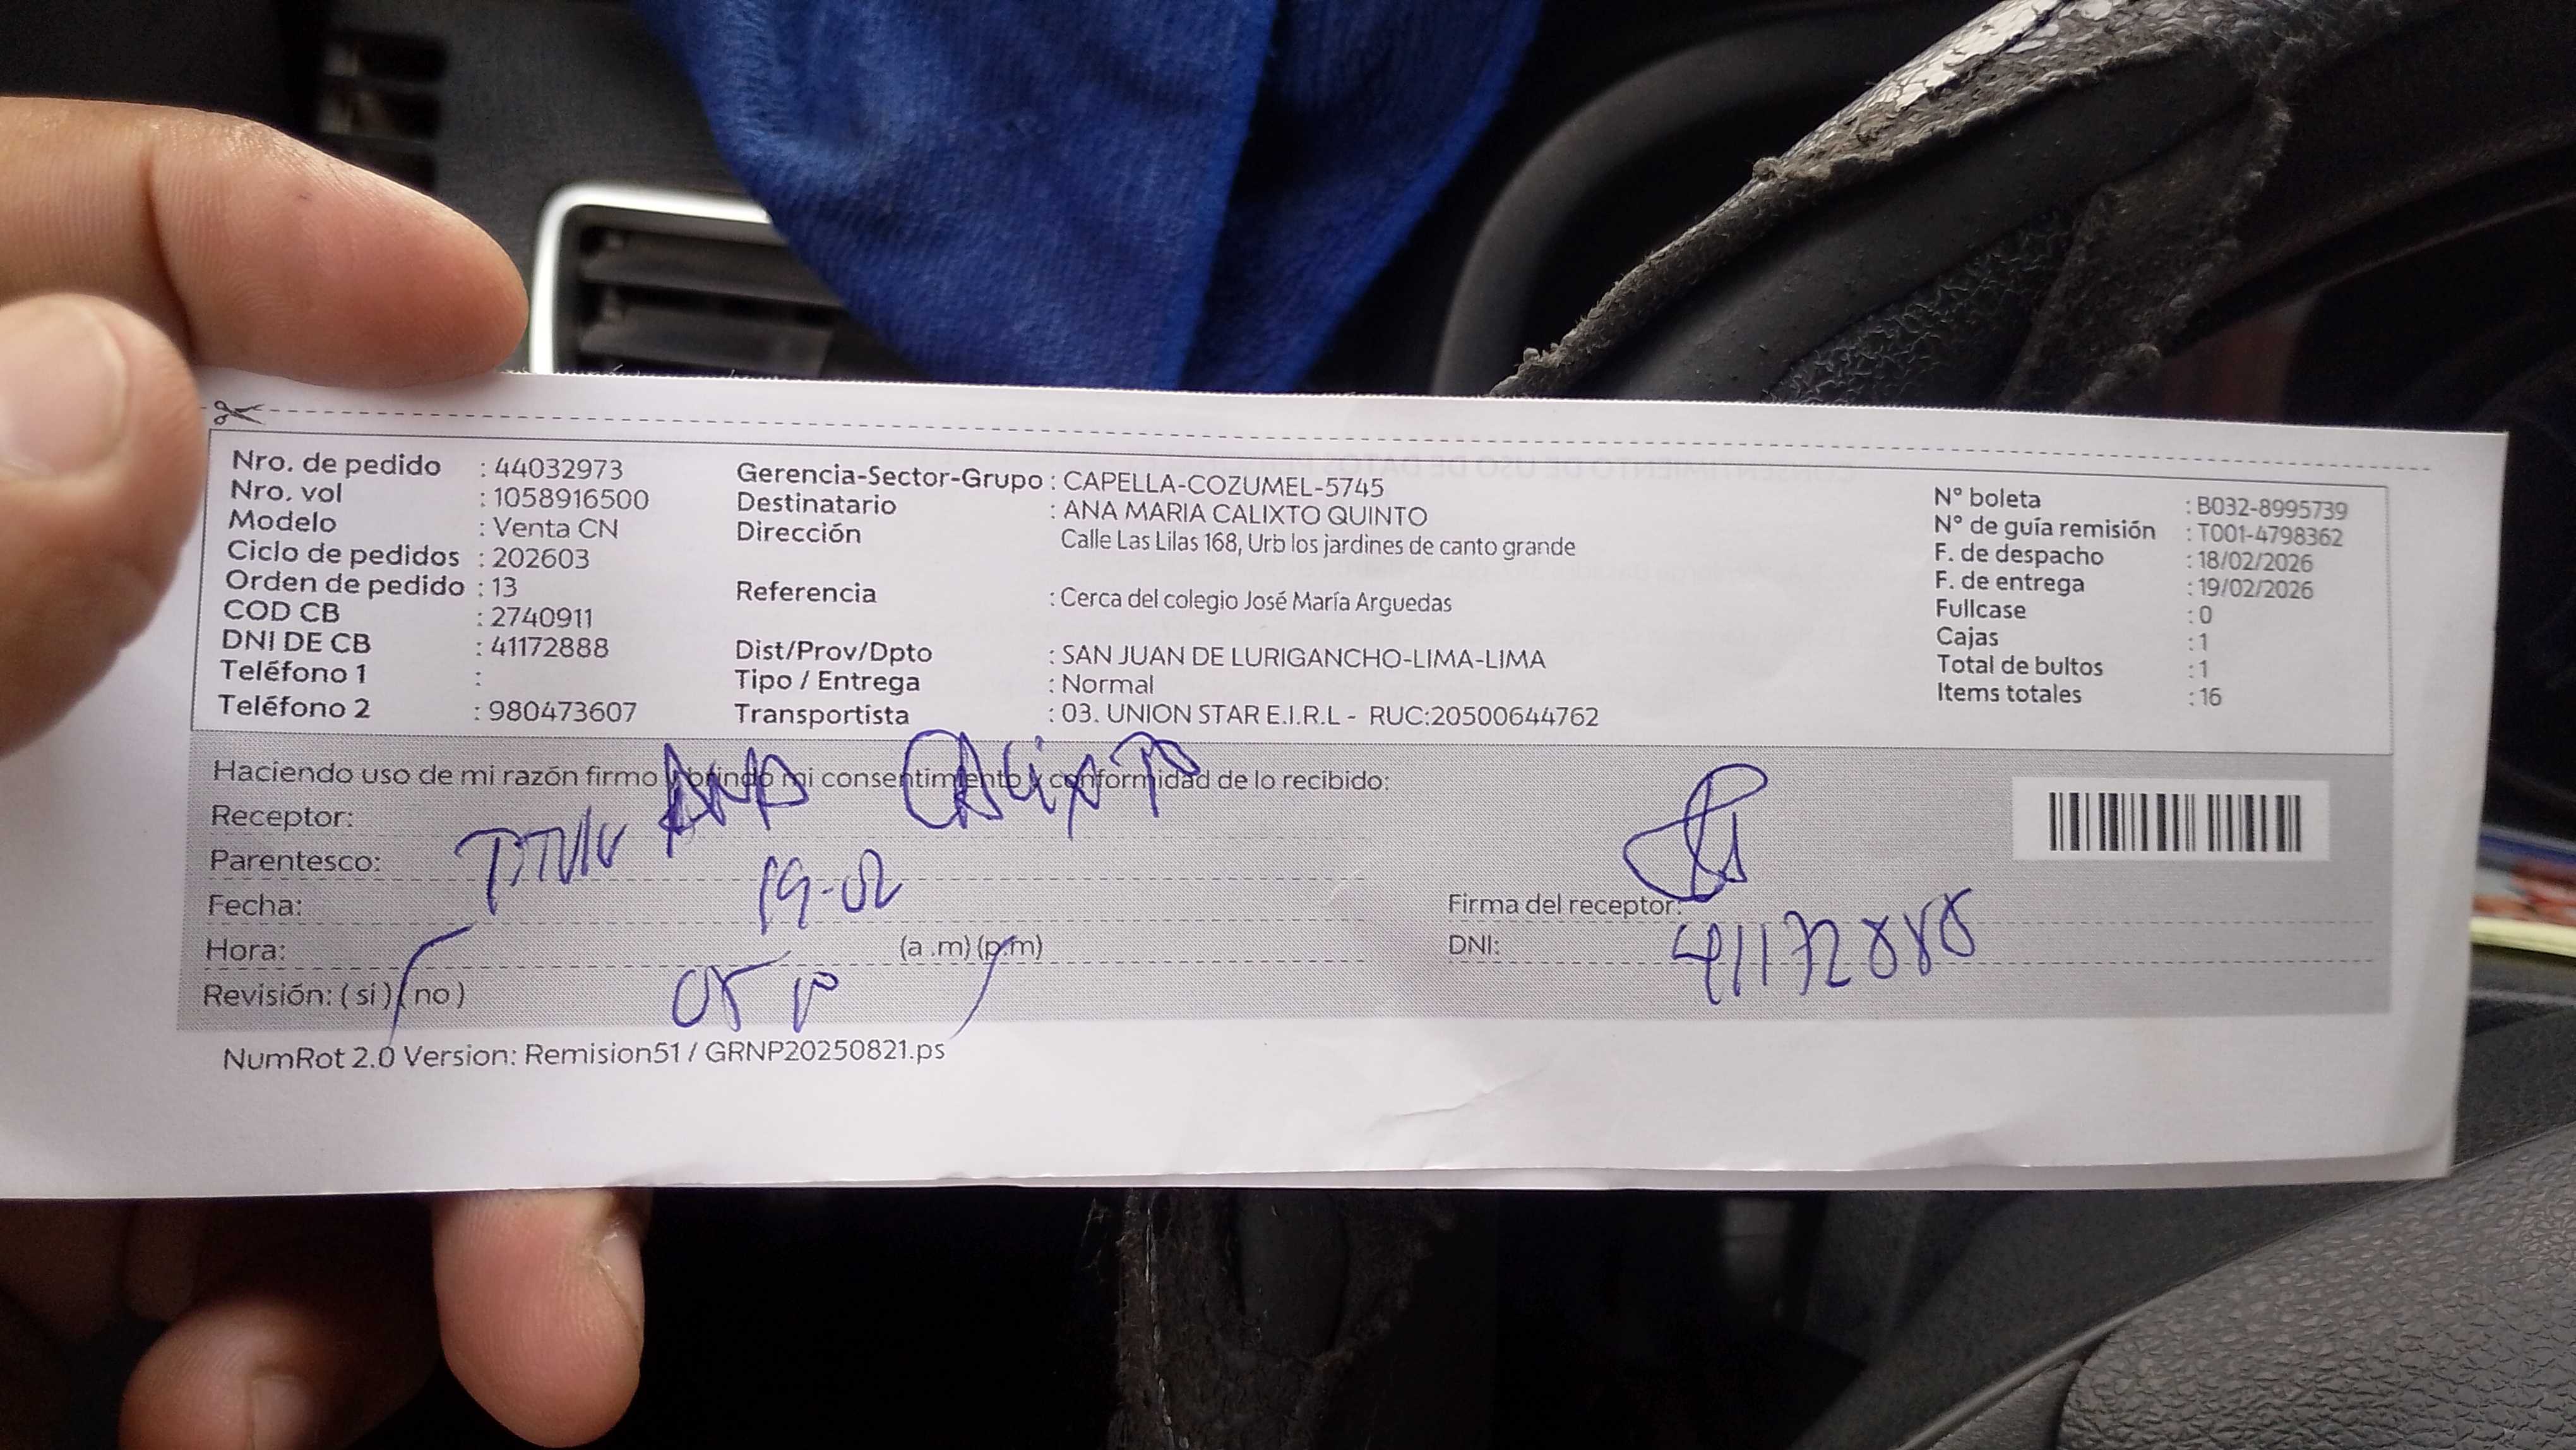 Nro. de pedido : 44032973
Nro. vol : 1058916500
Modelo : Venta CN
Ciclo de pedidos : 202603
Orden de pedido : 13
COD CB : 2740911
DNI DE CB : 41172888
Teléfono 1 :
Teléfono 2 : 980473607
Gerencia-Sector-Grupo : CAPELLA-COZUMEL-5745
Destinatario : ANA MARIA CALIXTO QUINTO
Dirección Calle Las Lilas 168, Urb los jardines de canto grande
Referencia : Cerca del colegio José María Arguedas
Dist/Prov/Dpto : SAN JUAN DE LURIGANCHO-LIMA-LIMA
Tipo / Entrega : Normal
Transportista : 03. UNION STAR E.I.R.L - RUC:20500644762
N° boleta : B032-8995739
N° de guía remisión : T001-4798362
F. de despacho : 18/02/2026
F. de entrega : 19/02/2026
Fullcase : 0
Cajas : 1
Total de bultos : 1
Items totales : 16
Haciendo uso de mi razón firmo y brindo mi consentimiento y conformidad de lo recibido:
Receptor: ANA CALIXTO
Parentesco:
Fecha: 19-02
Hora: (a .m) (p.m)
Revisión: ( si ) ( no )
Firma del receptor:
DNI: 41172888
NumRot 2.0 Version: Remision51 / GRNP20250821.ps